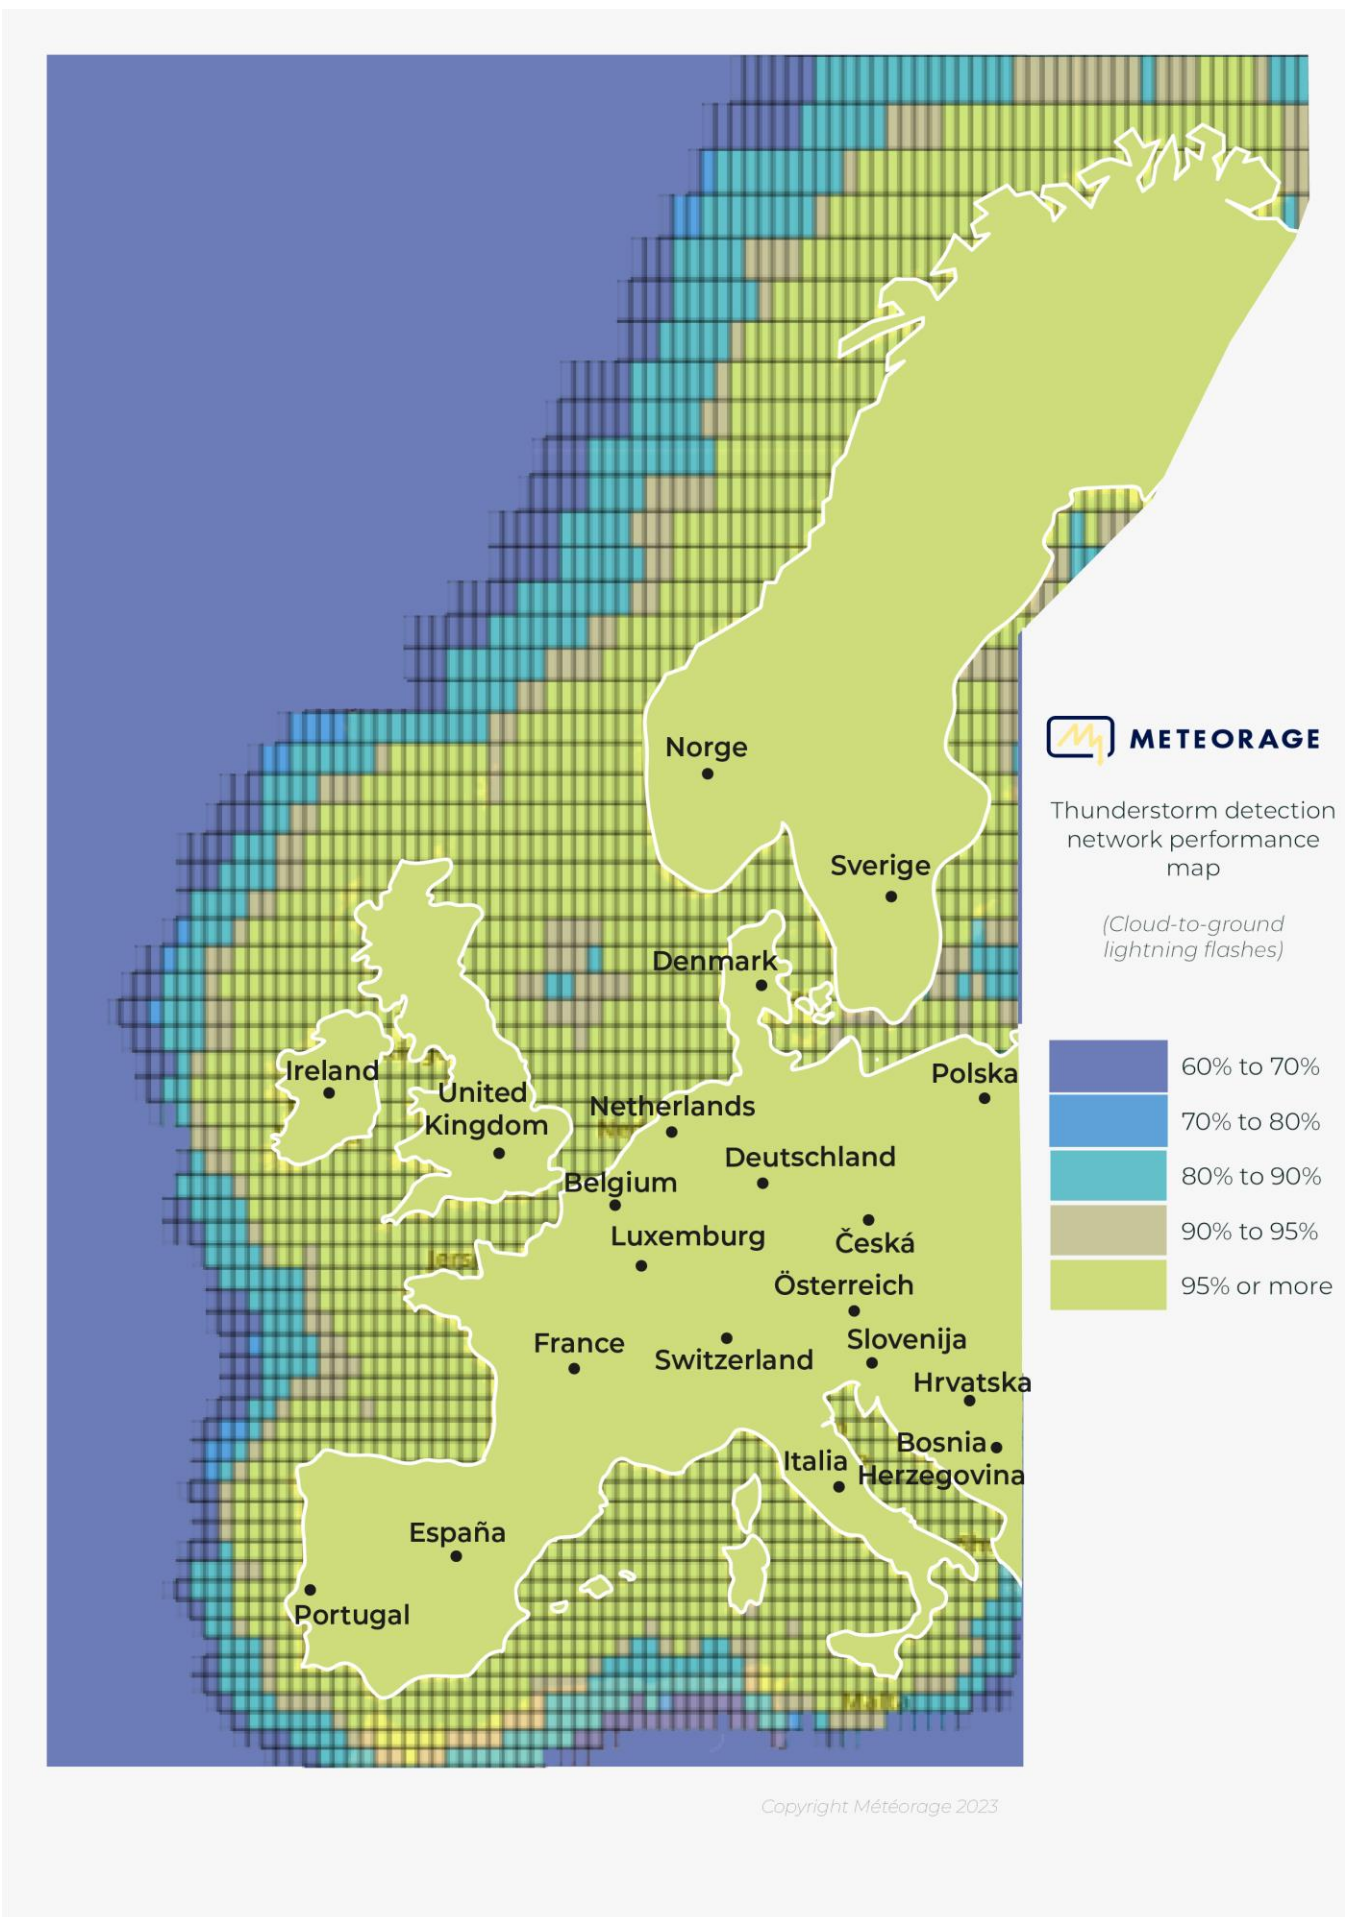 METEORAGE
Thunderstorm detection
network performance
map
(Cloud-to-ground
lightning flashes)
60% to 70%
70% to 80%
80% to 90%
90% to 95%
95% or more
Norge
Sverige
Denmark
Ireland
United
Kingdom
Polska
Netherlands
Deutschland
Belgium
Luxemburg
Česká
Österreich
France
Switzerland
Slovenija
Hrvatska
Italia
Bosnia
Herzegovina
España
Portugal
Malta
Copyright Météorage 2023